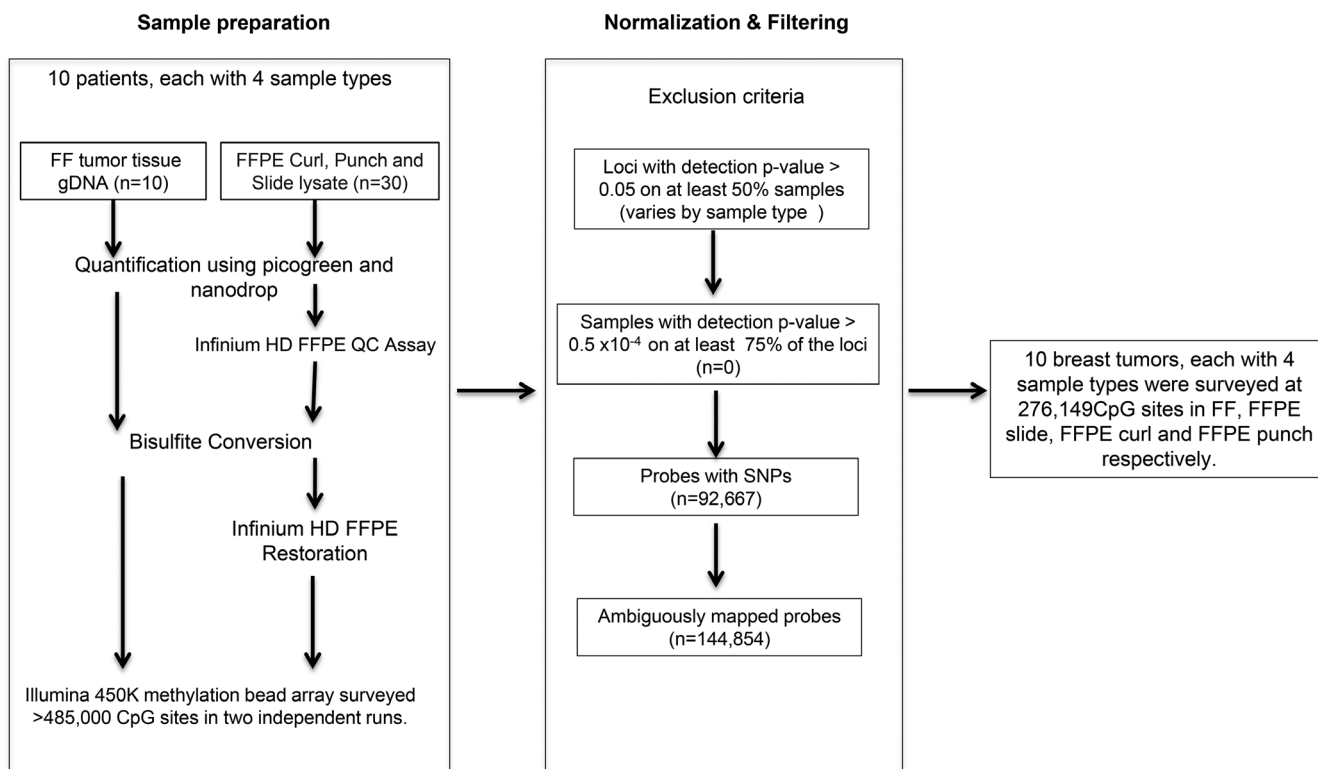 Sample preparation
10 patients, each with 4 sample types
FF tumor tissue
gDNA (n=10)
FFPE Curl, Punch and
Slide lysate (n=30)
Quantification using picogreen and
nanodrop
Infinium HD FFPE QC Assay
Bisulfite Conversion
Infinium HD FFPE
Restoration
Illumina 450K methylation bead array surveyed
>485,000 CpG sites in two independent runs.
Normalization & Filtering
Exclusion criteria
Loci with detection p-value >
0.05 on at least 50% samples
(varies by sample type )
Samples with detection p-value >
0.5 x10⁻⁴ on at least 75% of the loci
(n=0)
Probes with SNPs
(n=92,667)
Ambiguously mapped probes
(n=144,854)
10 breast tumors, each with 4
sample types were surveyed at
276,149CpG sites in FF, FFPE
slide, FFPE curl and FFPE punch
respectively.